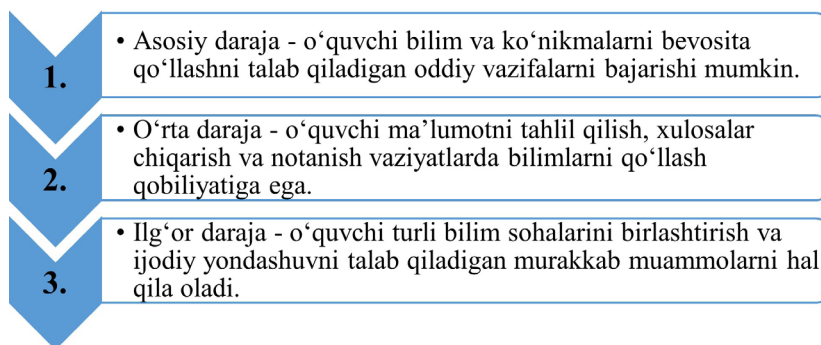 1.
• Asosiy daraja - o‘quvchi bilim va ko‘nikmalarni bevosita
qo‘llashni talab qiladigan oddiy vazifalarni bajarishi mumkin.
2.
• O‘rta daraja - o‘quvchi ma’lumotni tahlil qilish, xulosalar
chiqarish va notanish vaziyatlarda bilimlarni qo‘llash
qobiliyatiga ega.
3.
• Ilg‘or daraja - o‘quvchi turli bilim sohalarini birlashtirish va
ijodiy yondashuvni talab qiladigan murakkab muammolarni hal
qila oladi.